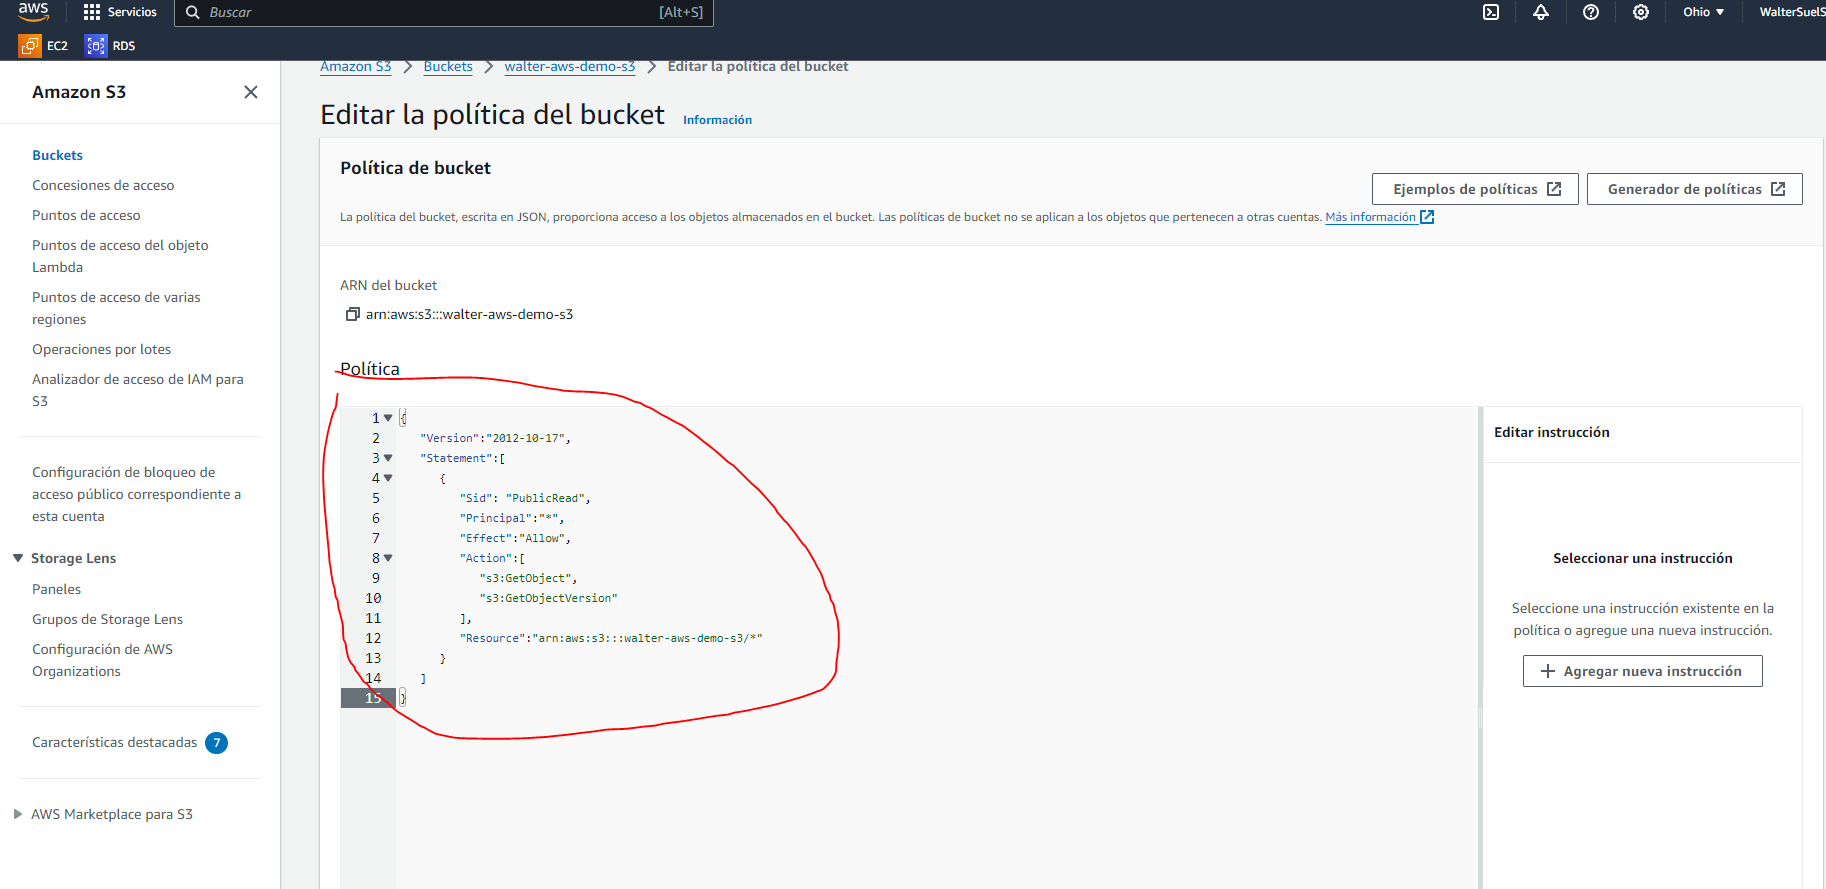 aws
Servicios
Buscar
[Alt+S]
Ohio
WalterSuelS
EC2
RDS
Amazon S3
Buckets
Concesiones de acceso
Puntos de acceso
Puntos de acceso del objeto
Lambda
Puntos de acceso de varias
regiones
Operaciones por lotes
Analizador de acceso de IAM para
S3
Configuración de bloqueo de
acceso público correspondiente a
esta cuenta
Storage Lens
Paneles
Grupos de Storage Lens
Configuración de AWS
Organizations
Características destacadas 7
AWS Marketplace para S3
Amazon S3 > Buckets > walter-aws-demo-s3 > Editar la política del bucket
Editar la política del bucket Información
Política de bucket
Ejemplos de políticas
Generador de políticas
La política del bucket, escrita en JSON, proporciona acceso a los objetos almacenados en el bucket. Las políticas de bucket no se aplican a los objetos que pertenecen a otras cuentas. Más información
ARN del bucket
arn:aws:s3:::walter-aws-demo-s3
Política
1 {
2 "Version":"2012-10-17",
3 "Statement":[
4 {
5 "Sid": "PublicRead",
6 "Principal":"*",
7 "Effect":"Allow",
8 "Action":[
9 "s3:GetObject",
10 "s3:GetObjectVersion"
11 ],
12 "Resource":"arn:aws:s3:::walter-aws-demo-s3/*"
13 }
14 ]
15 }
Editar instrucción
Seleccionar una instrucción
Seleccione una instrucción existente en la
política o agregue una nueva instrucción.
Agregar nueva instrucción